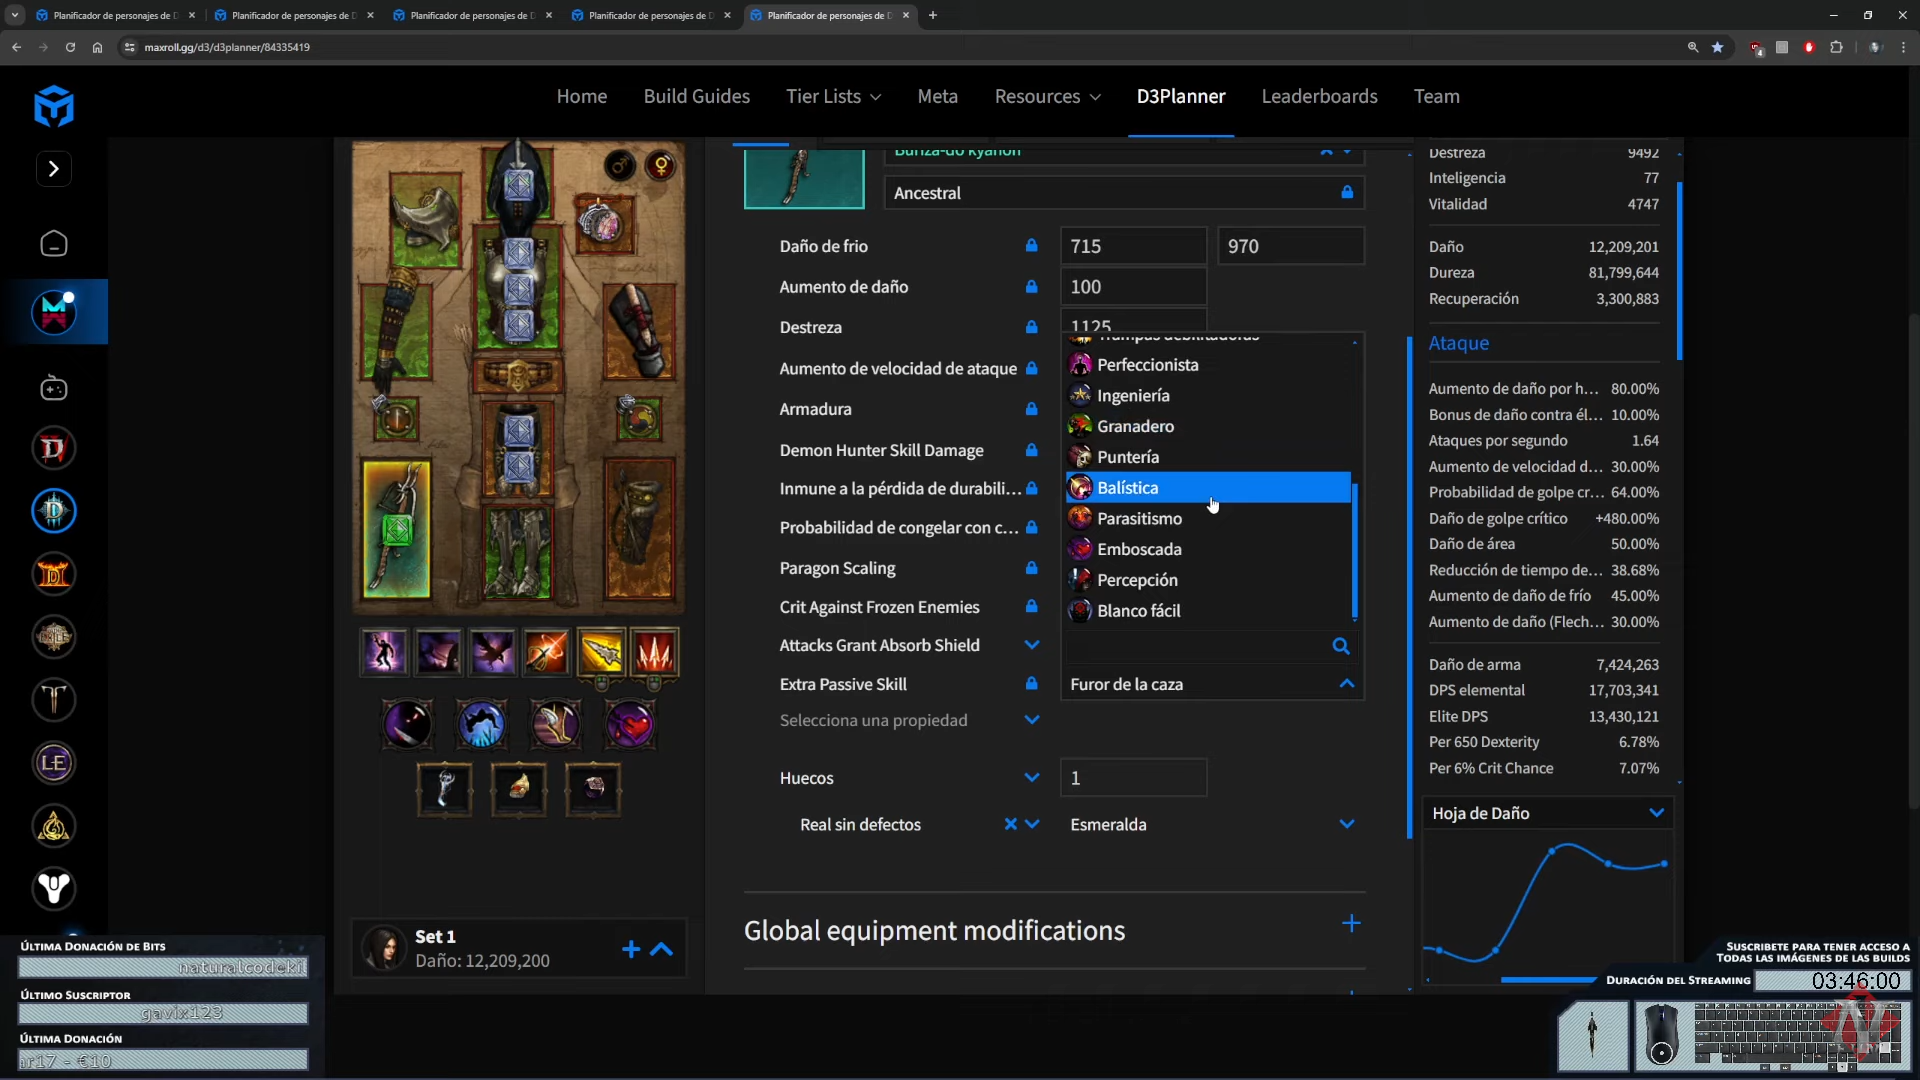 Planificador de personajes de D
Planificador de personajes de D
Planificador de personajes de D
Planificador de personajes de D
Planificador de personajes de D
maxroll.gg/d3/d3planner/84335419
Home
Build Guides
Tier Lists
Meta
Resources
D3Planner
Leaderboards
Team
Buriza-do kyanon
Ancestral
Daño de frio
715
970
Aumento de daño
100
Destreza
1125
Aumento de velocidad de ataque
Armadura
Demon Hunter Skill Damage
Inmune a la pérdida de durabili...
Probabilidad de congelar con c...
Paragon Scaling
Crit Against Frozen Enemies
Attacks Grant Absorb Shield
Extra Passive Skill
Selecciona una propiedad
Huecos
1
Real sin defectos
Esmeralda
Trampas debilitadoras
Perfeccionista
Ingeniería
Granadero
Puntería
Balística
Parasitismo
Emboscada
Percepción
Blanco fácil
Furor de la caza
Global equipment modifications
Destreza 9492
Inteligencia 77
Vitalidad 4747
Daño 12,209,201
Dureza 81,799,644
Recuperación 3,300,883
Ataque
Aumento de daño por h... 80.00%
Bonus de daño contra él... 10.00%
Ataques por segundo 1.64
Aumento de velocidad d... 30.00%
Probabilidad de golpe cr... 64.00%
Daño de golpe crítico +480.00%
Daño de área 50.00%
Reducción de tiempo de... 38.68%
Aumento de daño de frío 45.00%
Aumento de daño (Flech... 30.00%
Daño de arma 7,424,263
DPS elemental 17,703,341
Elite DPS 13,430,121
Per 650 Dexterity 6.78%
Per 6% Crit Chance 7.07%
Hoja de Daño
Set 1
Daño: 12,209,200
LE
Última Donación de Bits
naturalcodeki
Último Suscriptor
gavix123
Última Donación
ar17 - €10
Suscribete para tener acceso a
Todas las imágenes de las builds
Duración del Streaming
03:46:00